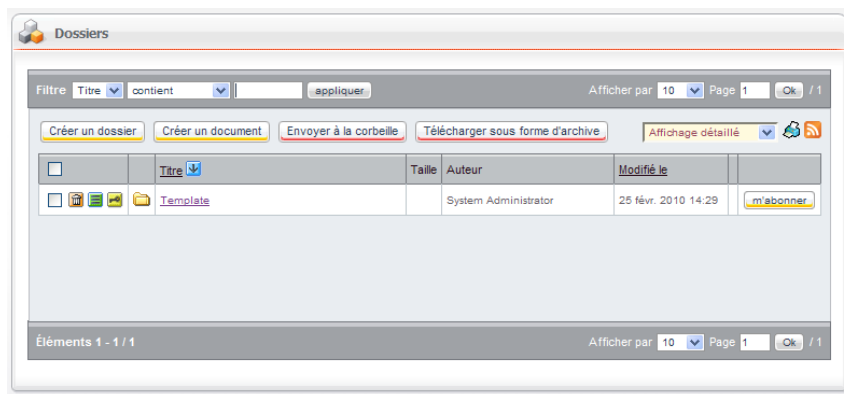 Dossiers
Filtre Titre contient appliquer Afficher par 10 Page 1 Ok / 1
Créer un dossier Créer un document Envoyer à la corbeille Télécharger sous forme d'archive Affichage détaillé
Titre Taille Auteur Modifié le
Template System Administrator 25 févr. 2010 14:29 m'abonner
Éléments 1 - 1 / 1 Afficher par 10 Page 1 Ok / 1